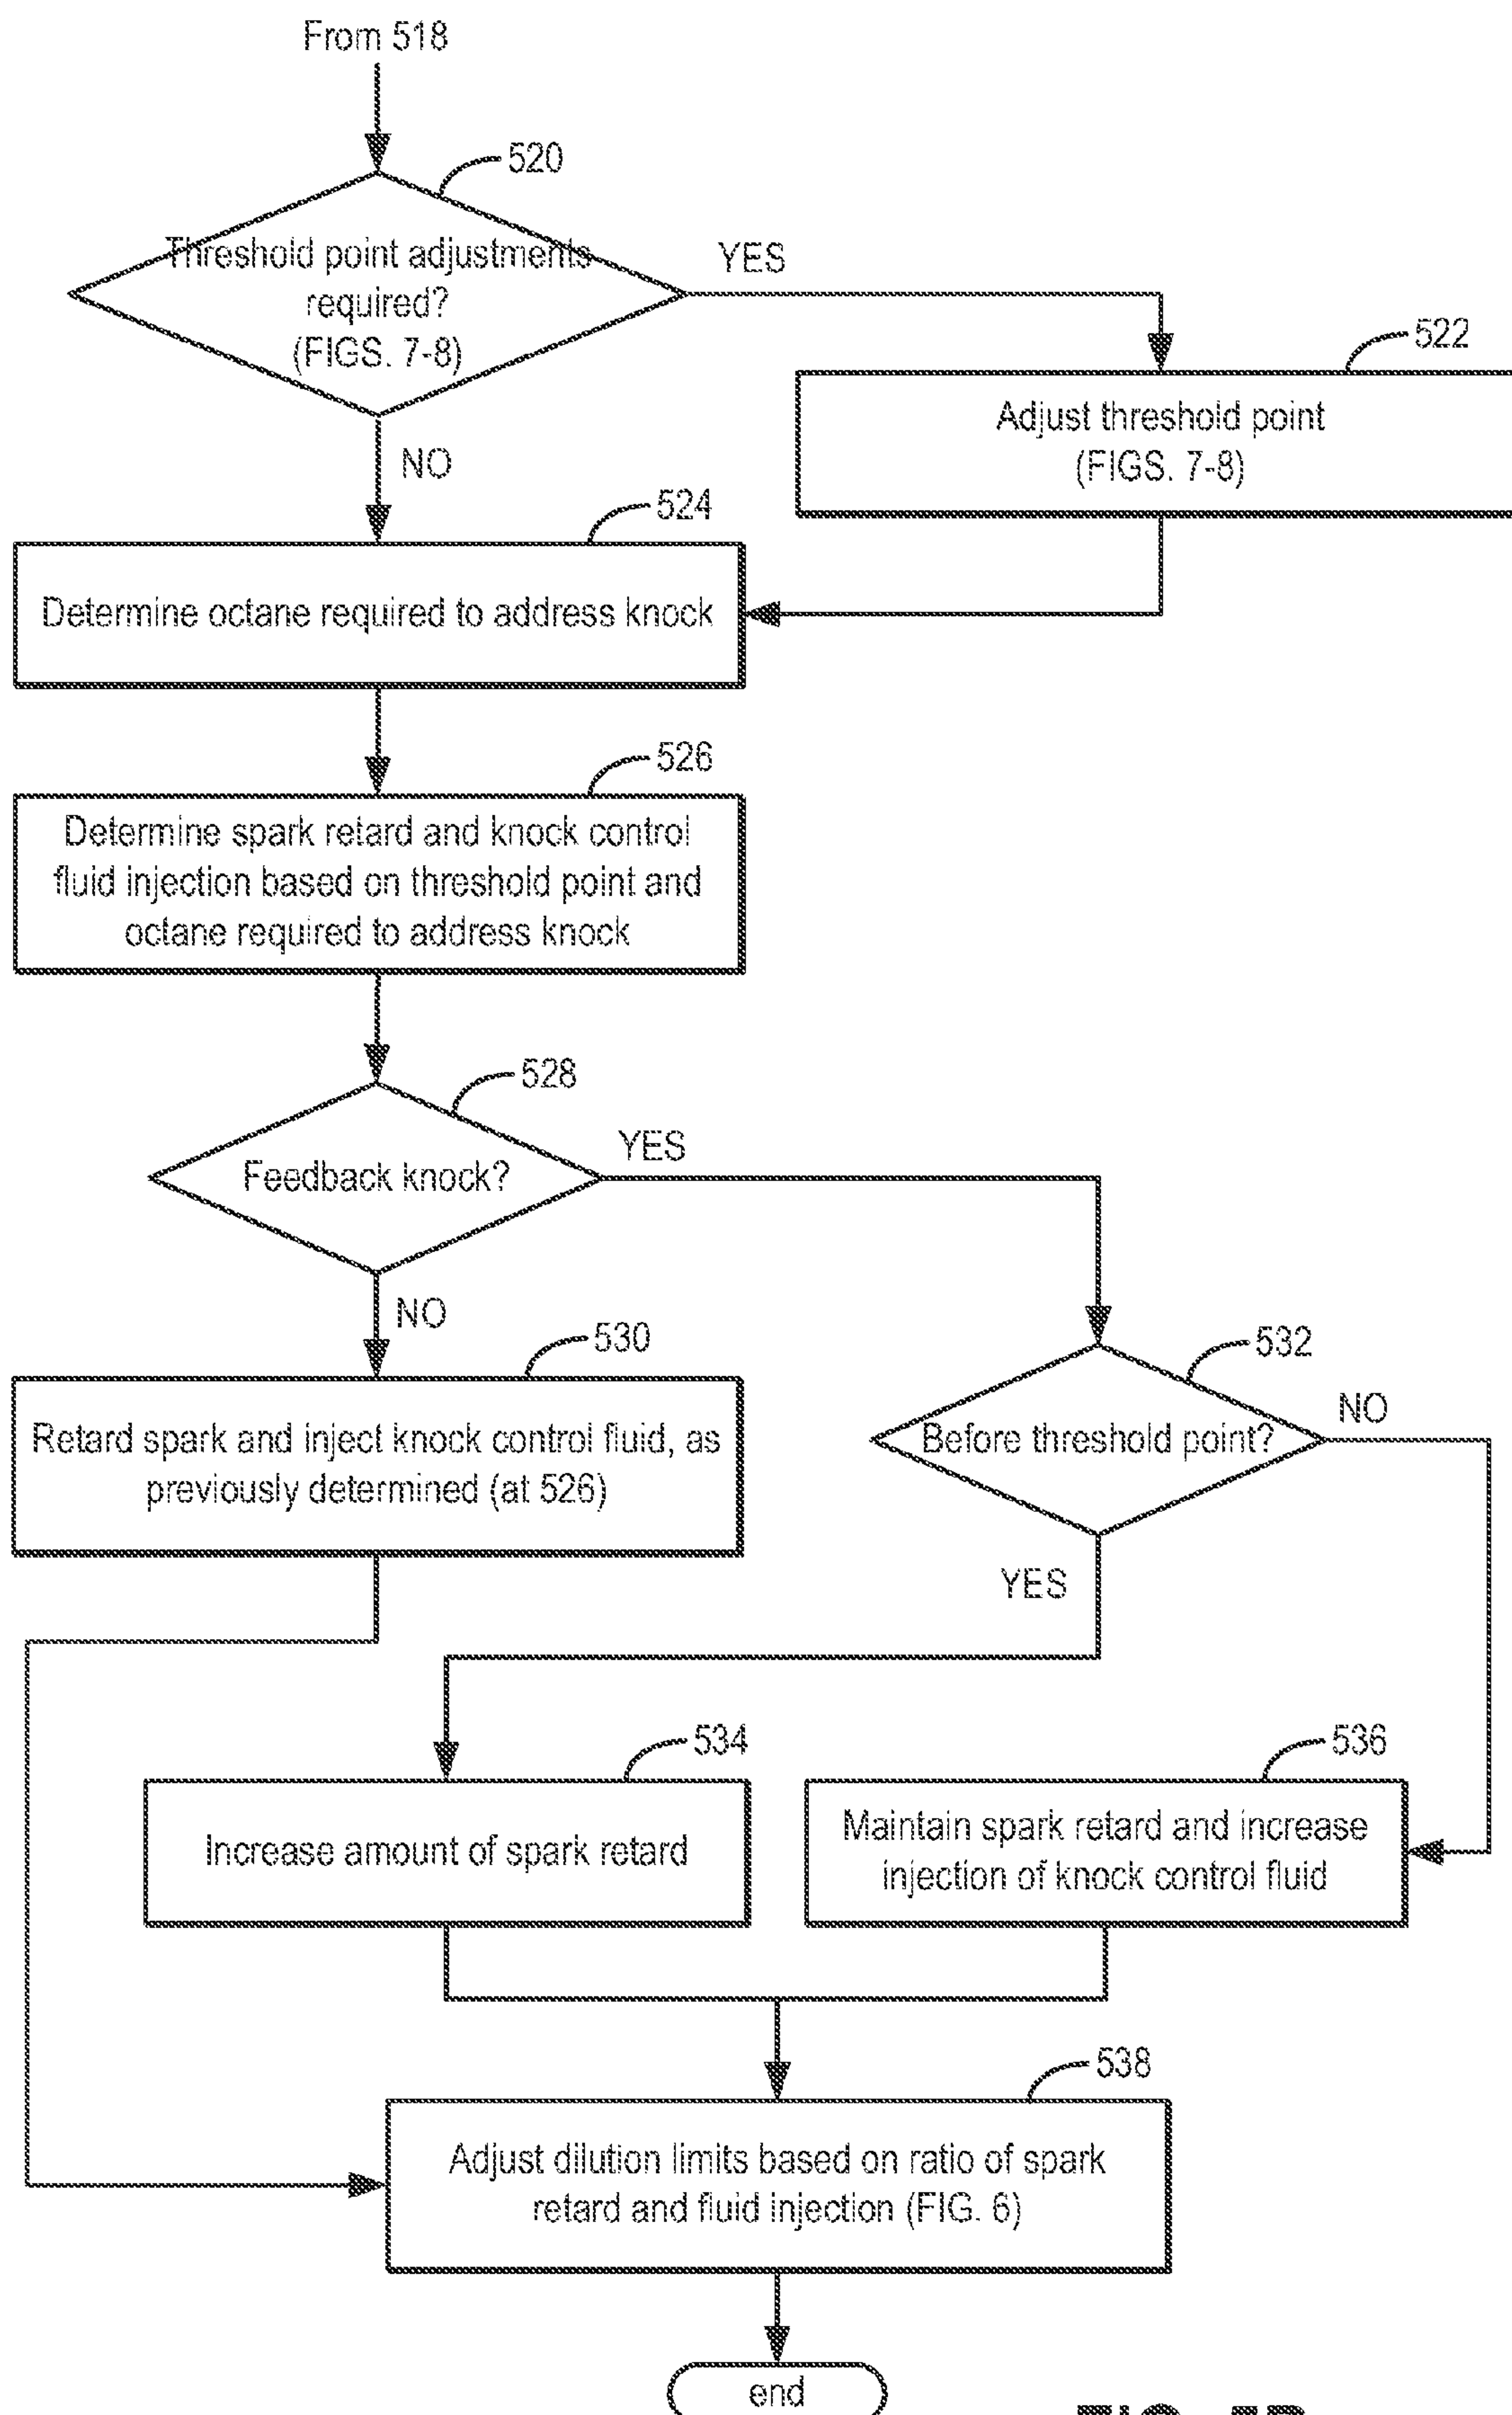 From 518
520
Threshold point adjustments
required?
(FIGS. 7-8)
YES
522
Adjust threshold point
(FIGS. 7-8)
NO
524
Determine octane required to address knock
526
Determine spark retard and knock control
fluid injection based on threshold point and
octane required to address knock
528
Feedback knock?
YES
NO
530
Retard spark and inject knock control fluid, as
previously determined (at 526)
532
Before threshold point?
NO
YES
534
Increase amount of spark retard
536
Maintain spark retard and increase
injection of knock control fluid
538
Adjust dilution limits based on ratio of spark
retard and fluid injection (FIG. 6)
end